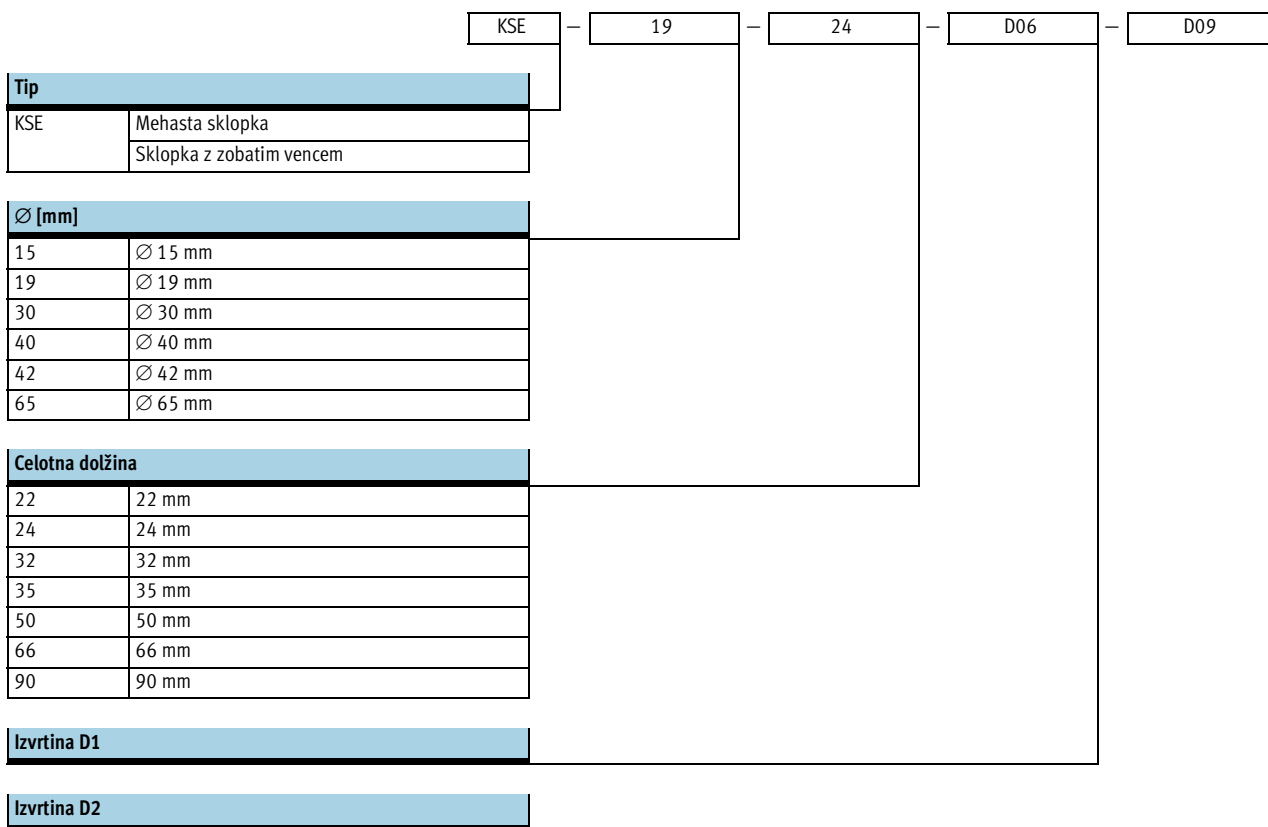 KSE – 19 – 24 – D06 – D09
Tip
KSE Mehasta sklopka
Sklopka z zobatim vencem
∅ [mm]
15 ∅ 15 mm
19 ∅ 19 mm
30 ∅ 30 mm
40 ∅ 40 mm
42 ∅ 42 mm
65 ∅ 65 mm
Celotna dolžina
22 22 mm
24 24 mm
32 32 mm
35 35 mm
50 50 mm
66 66 mm
90 90 mm
Izvrtina D1
Izvrtina D2